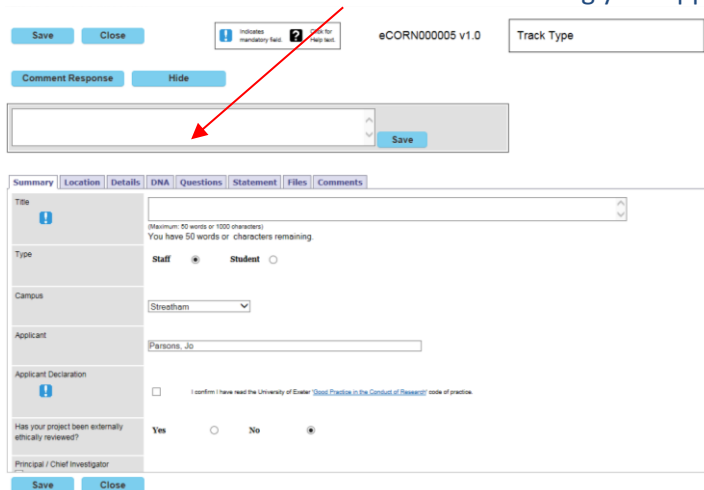 g y
app
Save Close
Indicates mandatory field.
? Click for Help text.
eCORN000005 v1.0
Track Type
Comment Response Hide
Save
Summary Location Details DNA Questions Statement Files Comments
Title
!
(Maximum: 50 words or 1000 characters)
You have 50 words or characters remaining.
Type
Staff Student
Campus
Streatham
Applicant
Parsons, Jo
Applicant Declaration
!
I confirm I have read the University of Exeter 'Good Practice in the Conduct of Research' code of practice.
Has your project been externally
ethically reviewed?
Yes No
Principal / Chief Investigator
Save Close